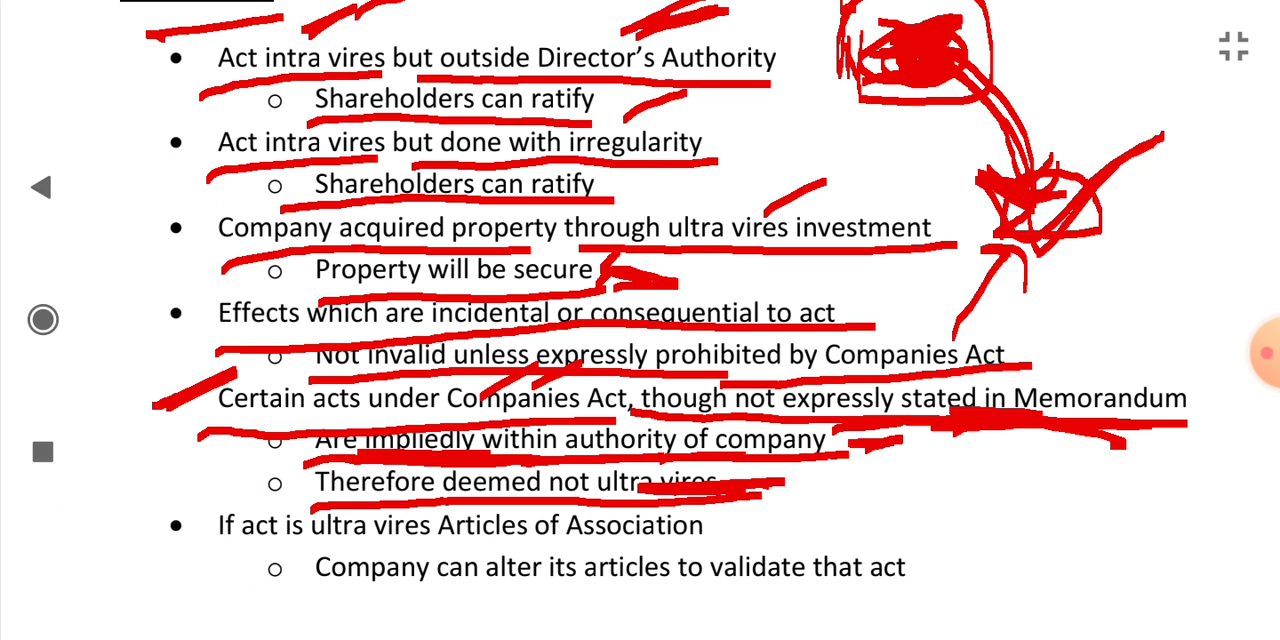 • Act intra vires but outside Director's Authority
o Shareholders can ratify
• Act intra vires but done with irregularity
o Shareholders can ratify
• Company acquired property through ultra vires investment
o Property will be secure
• Effects which are incidental or consequential to act
o Not invalid unless expressly prohibited by Companies Act
Certain acts under Companies Act, though not expressly stated in Memorandum
o Are impliedly within authority of company
o Therefore deemed not ultra vires
• If act is ultra vires Articles of Association
o Company can alter its articles to validate that act